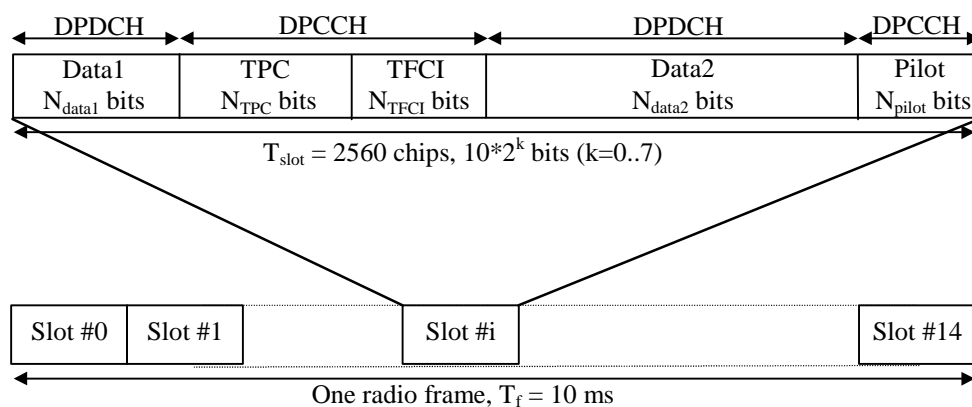 DPDCH DPCCH DPDCH DPCCH
Data1 TPC TFCI Data2 Pilot
N_data1 bits N_TPC bits N_TFCI bits N_data2 bits N_pilot bits
T_slot = 2560 chips, 10*2^k bits (k=0..7)
Slot #0 Slot #1 Slot #i Slot #14
One radio frame, T_f = 10 ms